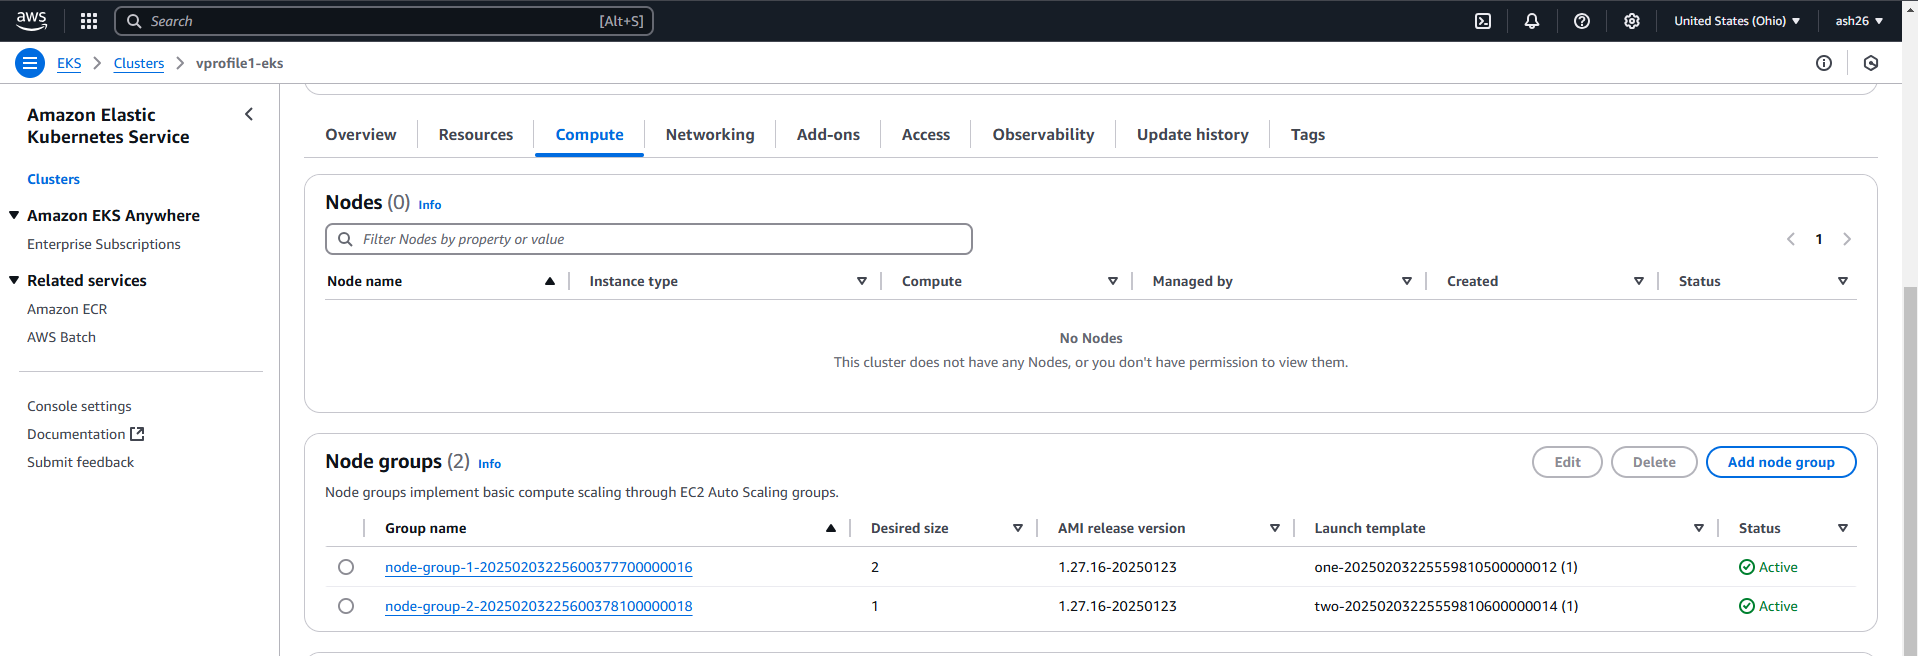 aws
Search [Alt+S] United States (Ohio) ash26
EKS Clusters vprofile1-eks
Amazon Elastic
Kubernetes Service
Clusters
Amazon EKS Anywhere
Enterprise Subscriptions
Related services
Amazon ECR
AWS Batch
Console settings
Documentation
Submit feedback
Overview Resources Compute Networking Add-ons Access Observability Update history Tags
Nodes (0) Info
Filter Nodes by property or value 1
Node name Instance type Compute Managed by Created Status
No Nodes
This cluster does not have any Nodes, or you don't have permission to view them.
Node groups (2) Info Edit Delete Add node group
Node groups implement basic compute scaling through EC2 Auto Scaling groups.
Group name Desired size AMI release version Launch template Status
node-group-1-20250203225600377700000016 2 1.27.16-20250123 one-20250203225559810500000012 (1) Active
node-group-2-20250203225600378100000018 1 1.27.16-20250123 two-20250203225559810600000014 (1) Active